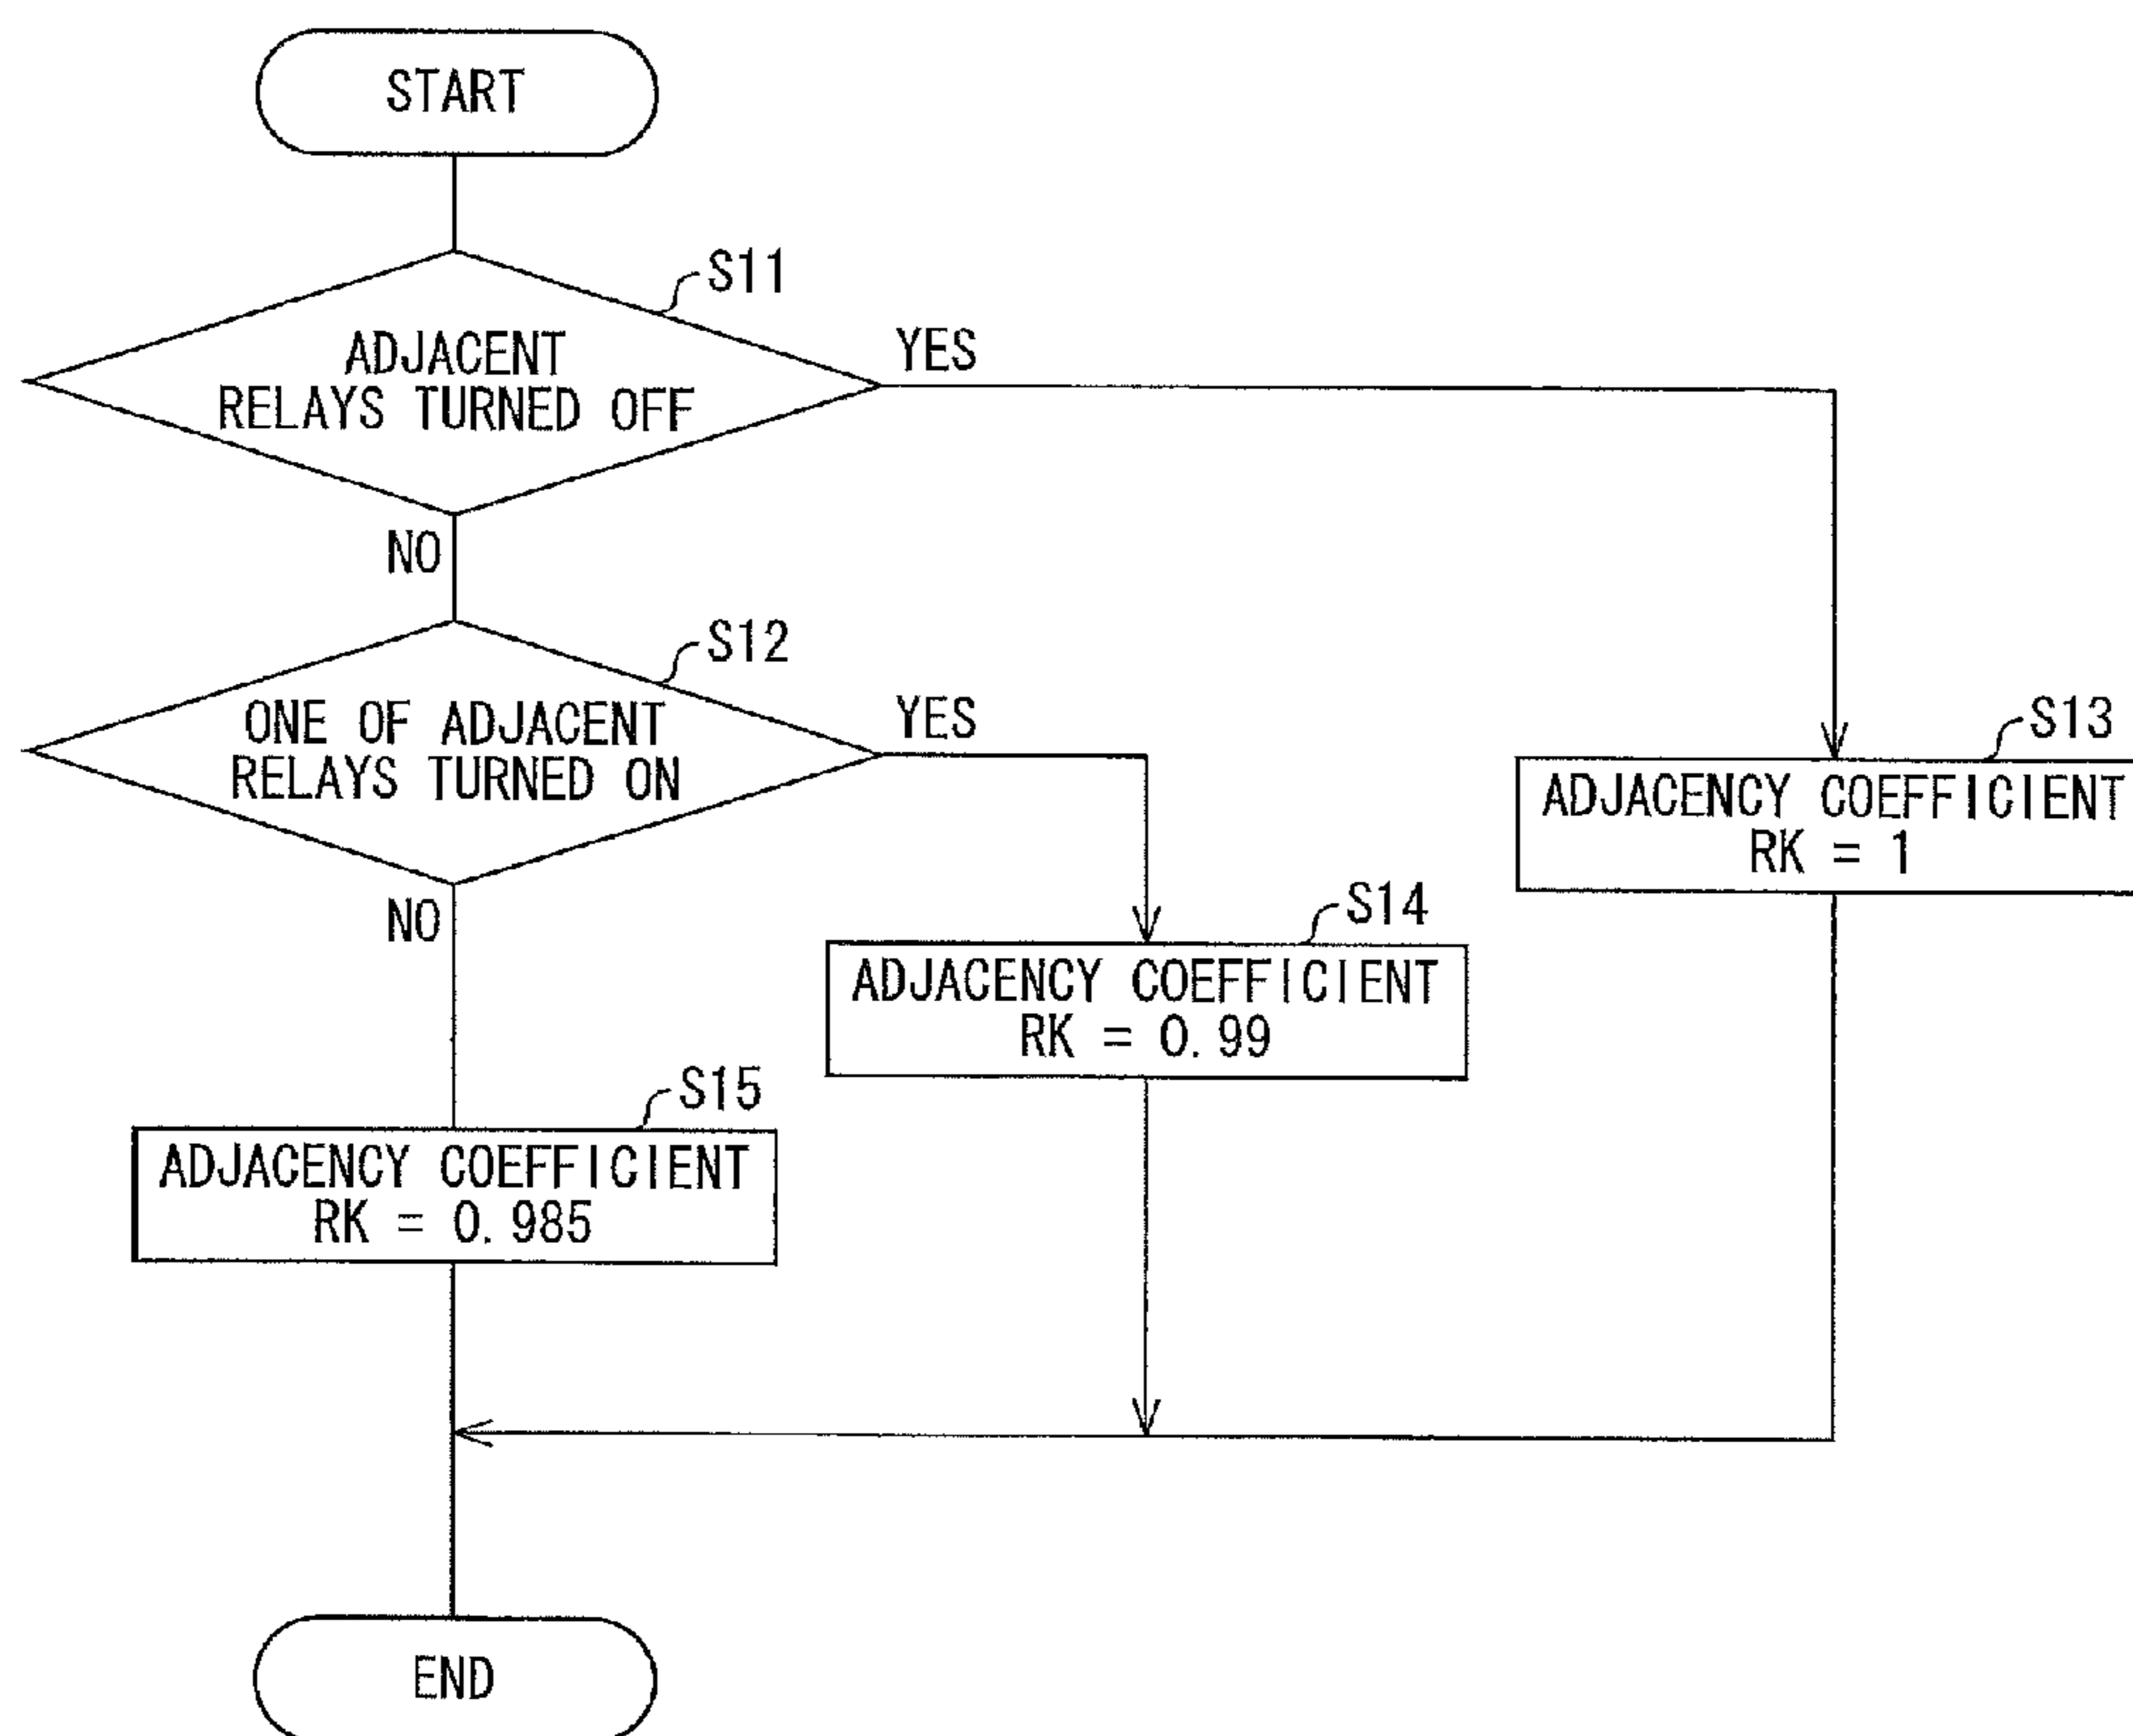 START
S11
ADJACENT
RELAYS TURNED OFF
YES
NO
S12
ONE OF ADJACENT
RELAYS TURNED ON
YES
NO
S13
ADJACENCY COEFFICIENT
RK = 1
S14
ADJACENCY COEFFICIENT
RK = 0.99
S15
ADJACENCY COEFFICIENT
RK = 0.985
END